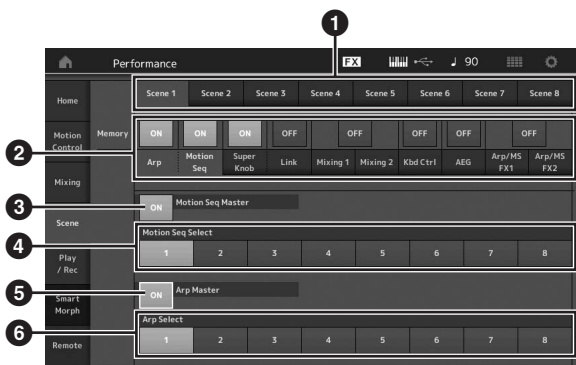 1
Performance FX 90
Home Scene 1 Scene 2 Scene 3 Scene 4 Scene 5 Scene 6 Scene 7 Scene 8
2
Motion Control Memory ON ON ON OFF OFF OFF OFF OFF
Arp Motion Seq Super Knob Link Mixing 1 Mixing 2 Kbd Ctrl AEG Arp/MS FX1 Arp/MS FX2
Mixing
3
ON Motion Seq Master
Scene
4
Motion Seq Select
1 2 3 4 5 6 7 8
Play / Rec
5
ON Arp Master
Smart Morph
6
Arp Select
1 2 3 4 5 6 7 8
Remote